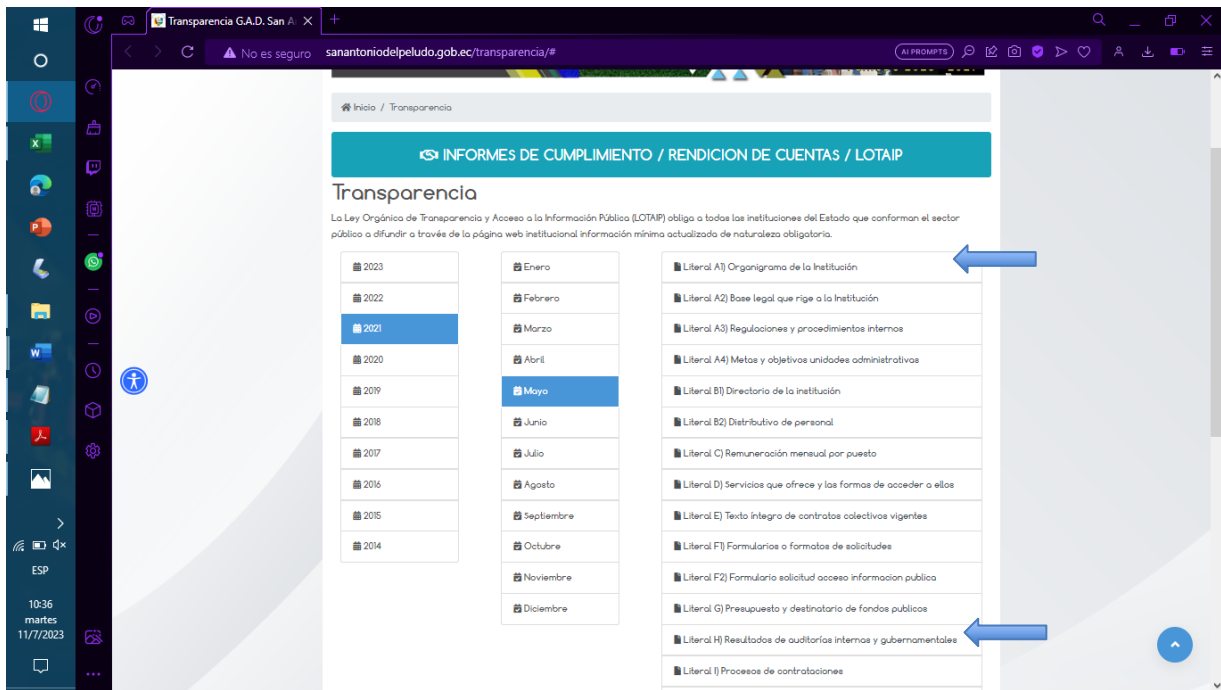 Transparencia G.A.D. San A
No es seguro
sanantoniodelpeludo.gob.ec/transparencia/#
AI PROMPTS
Inicio / Transparencia
INFORMES DE CUMPLIMIENTO / RENDICION DE CUENTAS / LOTAIP
Transparencia
La Ley Orgánica de Transparencia y Acceso a la Información Pública (LOTAIP) obliga a todas las instituciones del Estado que conforman el sector
público a difundir a través de la página web institucional información mínima actualizada de naturaleza obligatoria.
2023
2022
2021
2020
2019
2018
2017
2016
2015
2014
Enero
Febrero
Marzo
Abril
Mayo
Junio
Julio
Agosto
Septiembre
Octubre
Noviembre
Diciembre
Literal A1) Organigrama de la Institución
Literal A2) Base legal que rige a la Institución
Literal A3) Regulaciones y procedimientos internos
Literal A4) Metas y objetivos unidades administrativas
Literal B1) Directorio de la institución
Literal B2) Distributivo de personal
Literal C) Remuneración mensual por puesto
Literal D) Servicios que ofrece y las formas de acceder a ellos
Literal E) Texto íntegro de contratos colectivos vigentes
Literal F1) Formularios o formatos de solicitudes
Literal F2) Formulario solicitud acceso informacion publica
Literal G) Presupuesto y destinatario de fondos publicos
Literal H) Resultados de auditorías internas y gubernamentales
Literal I) Procesos de contrataciones
ESP
10:36
martes
11/7/2023